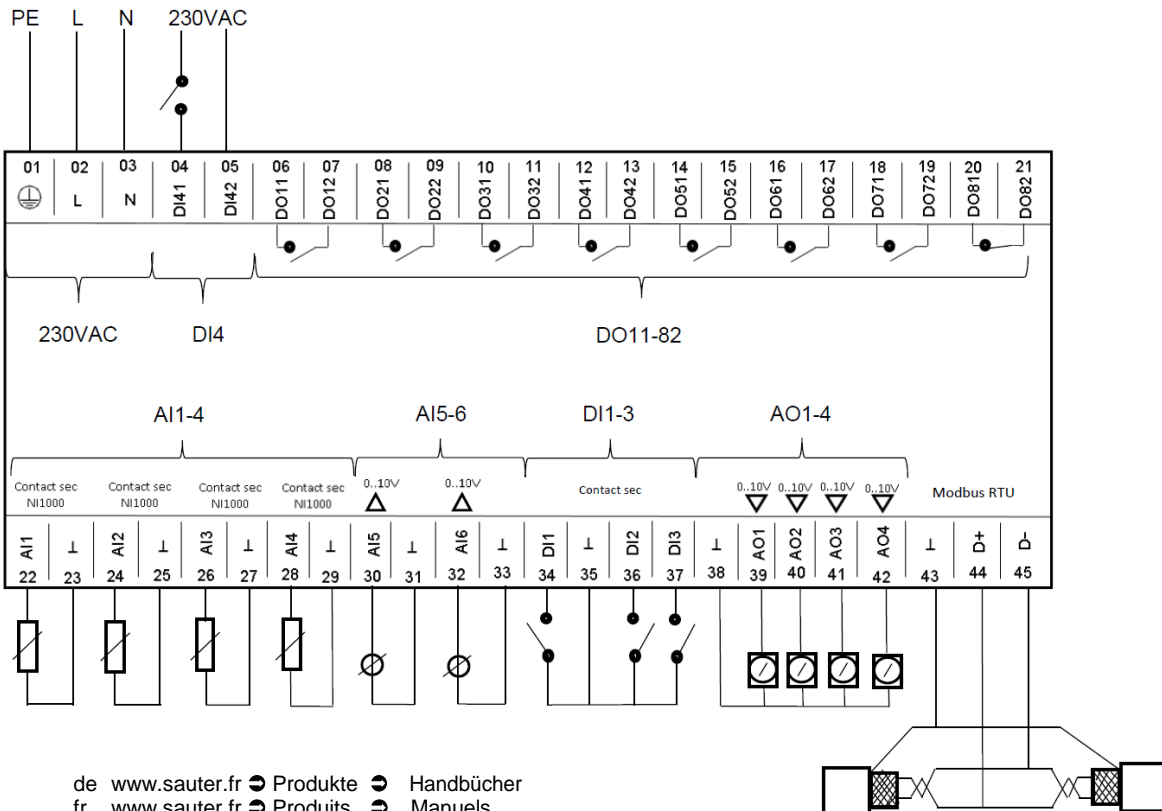 PE L N 230VAC
01 02 03 04 05 06 07 08 09 10 11 12 13 14 15 16 17 18 19 20 21
L N DI41 DI42 DO11 DO12 DO21 DO22 DO31 DO32 DO41 DO42 DO51 DO52 DO61 DO62 DO71 DO72 DO81 DO82
230VAC DI4 DO11-82
AI1-4 AI5-6 DI1-3 AO1-4
Contact sec Contact sec Contact sec Contact sec 0..10V 0..10V Contact sec 0..10V 0..10V 0..10V 0..10V Modbus RTU
NI1000 NI1000 NI1000 NI1000
AI1 ⊥ AI2 ⊥ AI3 ⊥ AI4 ⊥ AI5 ⊥ AI6 ⊥ DI1 ⊥ DI2 DI3 ⊥ AO1 AO2 AO3 AO4 ⊥ D+ D-
22 23 24 25 26 27 28 29 30 31 32 33 34 35 36 37 38 39 40 41 42 43 44 45
de www.sauter.fr ➲ Produkte ➲ Handbücher
fr www.sauter.fr ➲ Produits ➲ Manuels